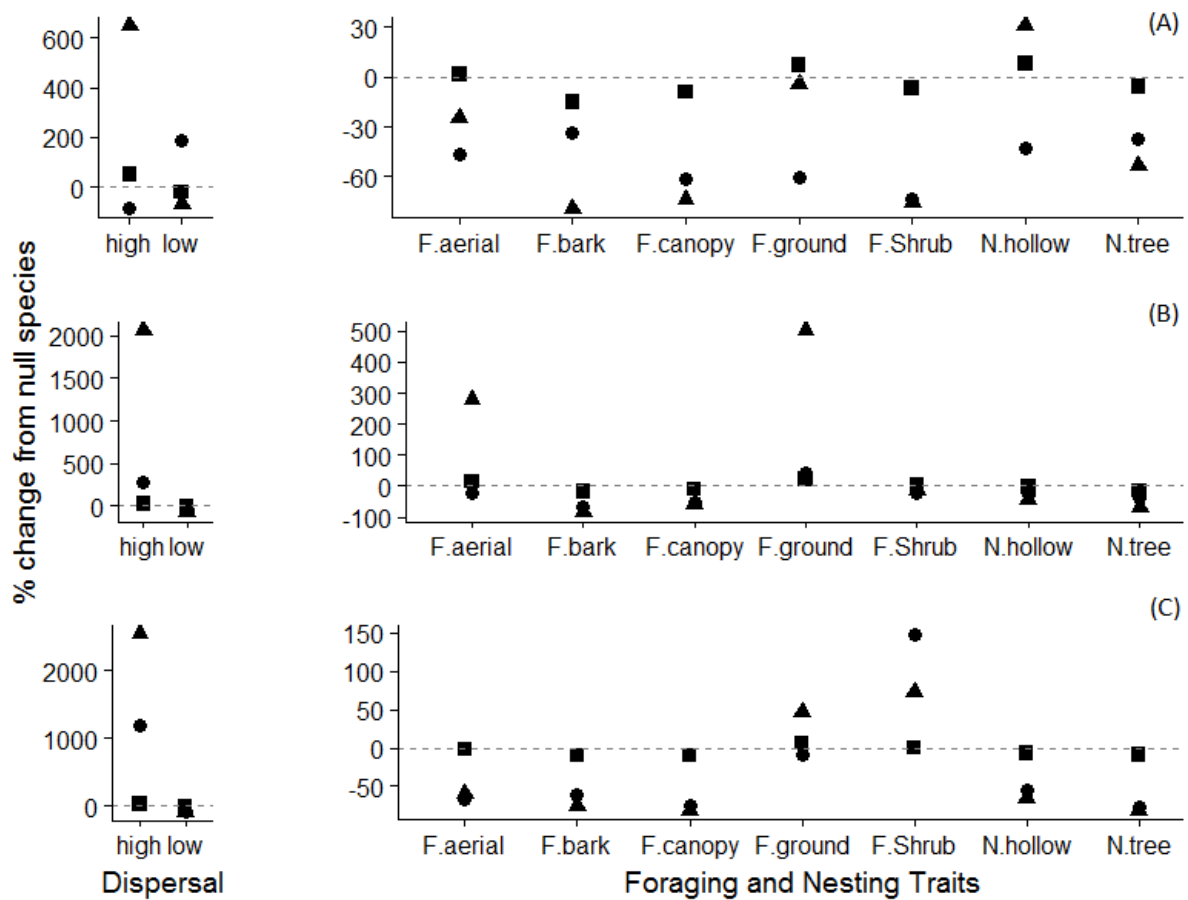 % change from null species
(A)
600
400
200
0
high low
30
0
-30
-60
F.aerial F.bark F.canopy F.ground F.Shrub N.hollow N.tree
(B)
2000
1500
1000
500
0
high low
500
400
300
200
100
0
-100
F.aerial F.bark F.canopy F.ground F.Shrub N.hollow N.tree
(C)
2000
1000
0
high low
150
100
50
0
-50
F.aerial F.bark F.canopy F.ground F.Shrub N.hollow N.tree
Dispersal
Foraging and Nesting Traits